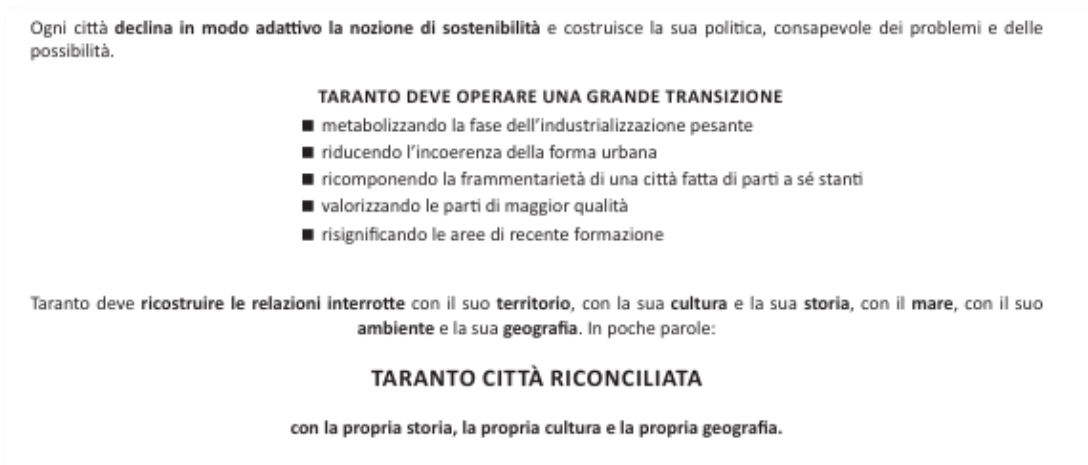 Ogni città declina in modo adattivo la nozione di sostenibilità e costruisce la sua politica, consapevole dei problemi e delle
possibilità.
TARANTO DEVE OPERARE UNA GRANDE TRANSIZIONE
■ metabolizzando la fase dell'industrializzazione pesante
■ riducendo l'incoerenza della forma urbana
■ ricomponendo la frammentarietà di una città fatta di parti a sé stanti
■ valorizzando le parti di maggior qualità
■ risignificando le aree di recente formazione
Taranto deve ricostruire le relazioni interrotte con il suo territorio, con la sua cultura e la sua storia, con il mare, con il suo
ambiente e la sua geografia. In poche parole:
TARANTO CITTÀ RICONCILIATA
con la propria storia, la propria cultura e la propria geografia.